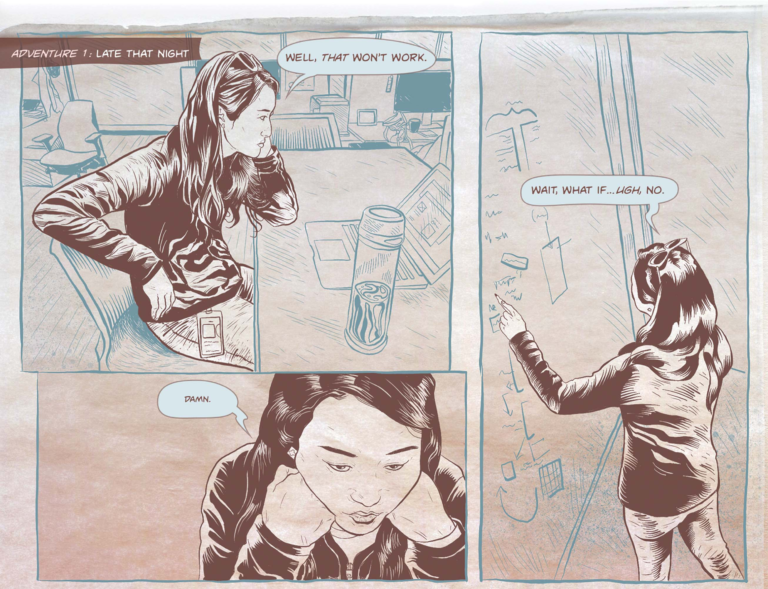 ADVENTURE 1: LATE THAT NIGHT
WELL, THAT WON'T WORK.
WAIT, WHAT IF...UGH, NO.
DAMN.